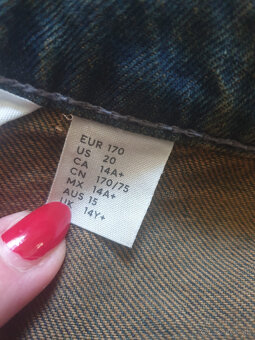 EUR 170
US 20
CA 14A+
CN 170/75
MX 14A+
AUS 15
UK 14Y+